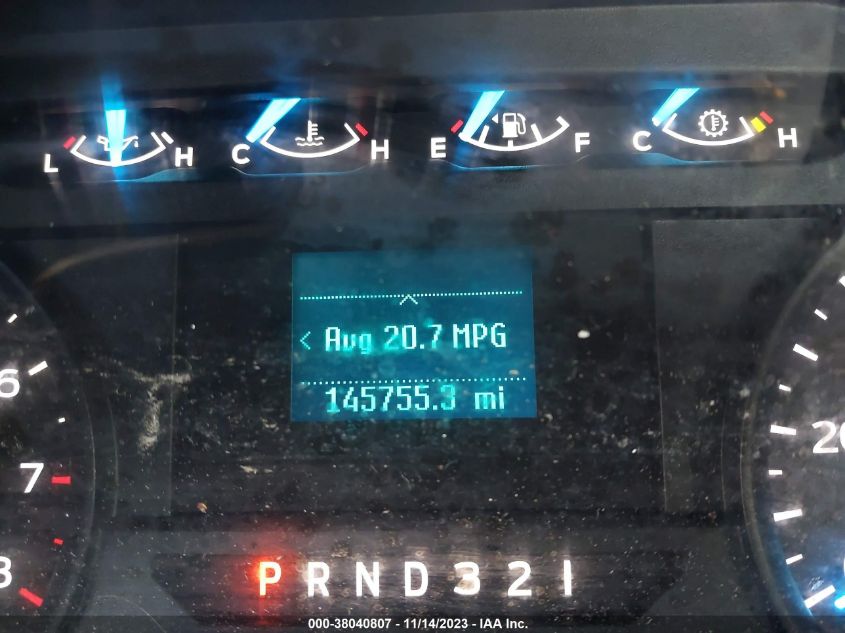 L H C H E F C H
< Avg 20.7 MPG
145755.3 mi
6
7
8
20
P R N D 3 2 1
000-38040807 - 11/14/2023 - IAA Inc.